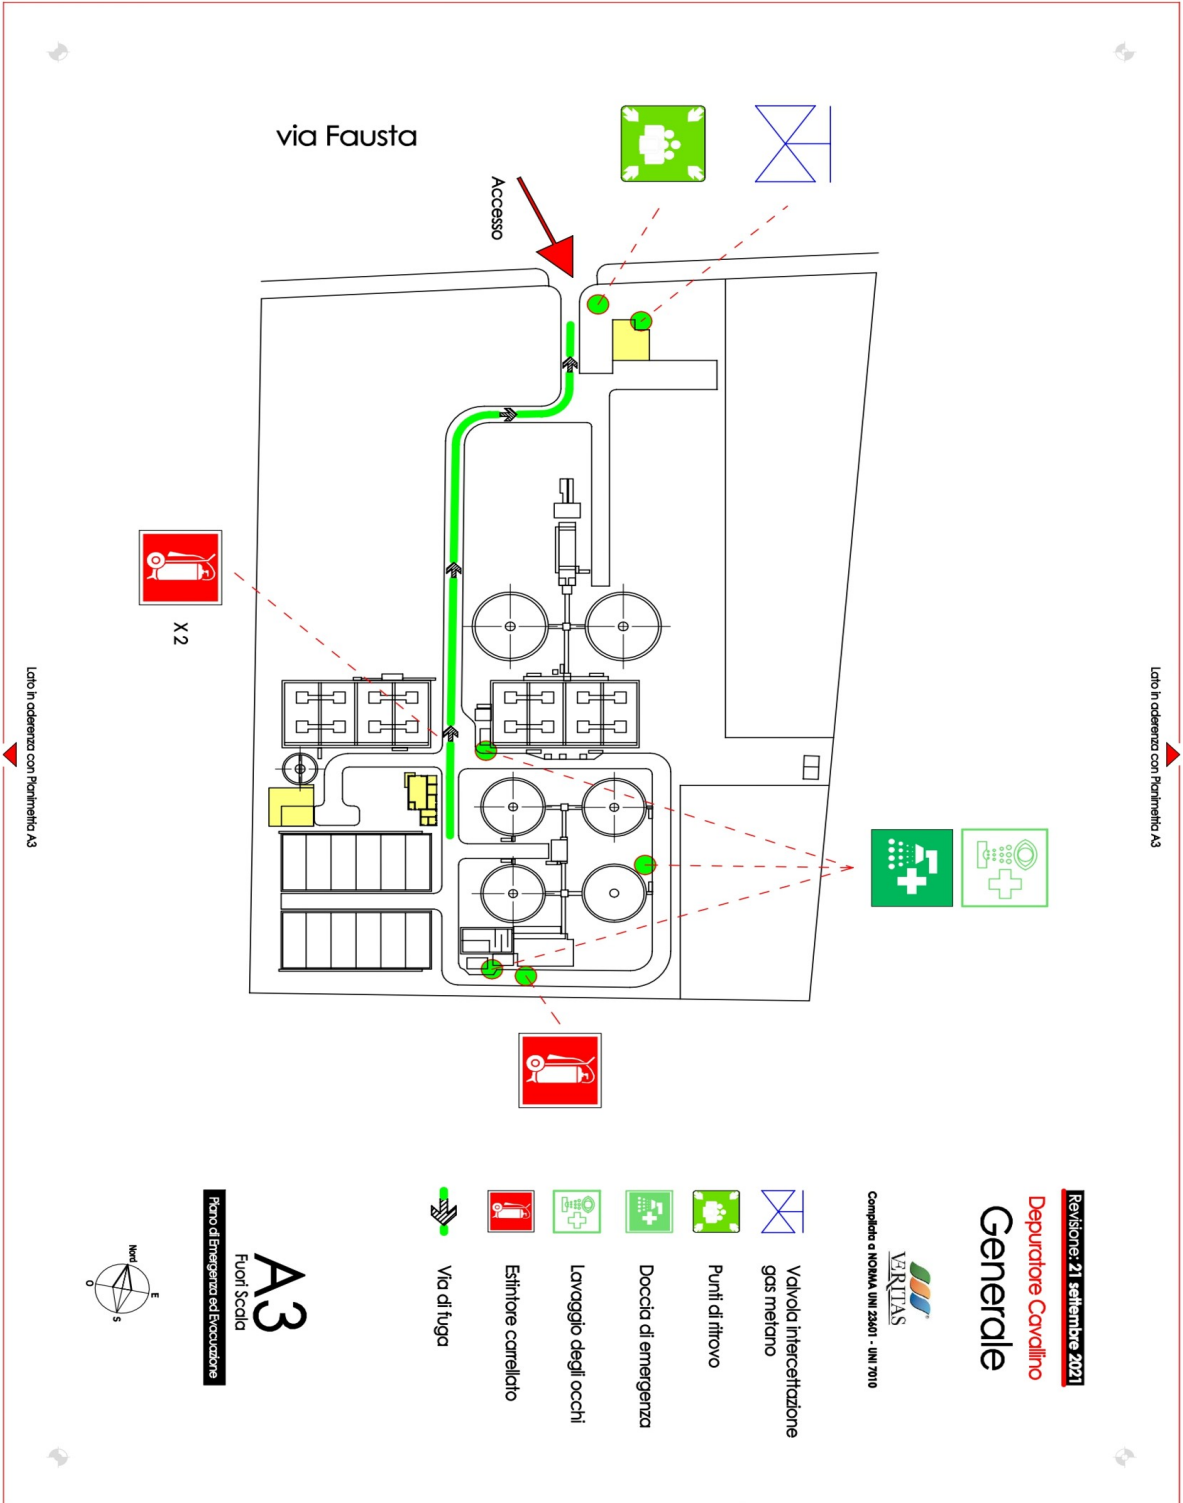 via Fausta
Accesso
X 2
Lato in aderenza con Planimetria A3
Lato in aderenza con Planimetria A3
Revisione: 21 settembre 2021
Depuratore Cavallino
Generale
VERITAS
Compilata a NORMA UNI 23601 - UNI 7010
Valvola intercettazione
gas metano
Punti di ritrovo
Doccia di emergenza
Lavaggio degli occhi
Estintore carrellato
Via di fuga
A3
Fuori Scala
Piano di Emergenza ed Evacuazione
Nord
E
S
O